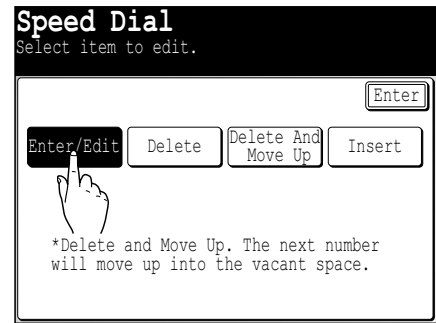 Speed Dial
Select item to edit.
Enter
Enter/Edit
Delete
Delete And
Move Up
Insert
*Delete and Move Up. The next number
will move up into the vacant space.